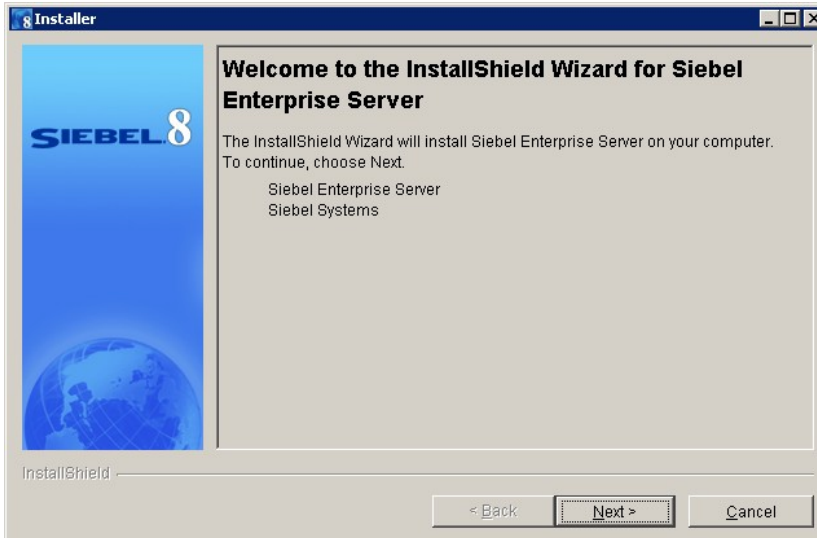 8 Installer
SIEBEL.8
Welcome to the InstallShield Wizard for Siebel
Enterprise Server
The InstallShield Wizard will install Siebel Enterprise Server on your computer.
To continue, choose Next.
Siebel Enterprise Server
Siebel Systems
InstallShield
< Back
Next >
Cancel